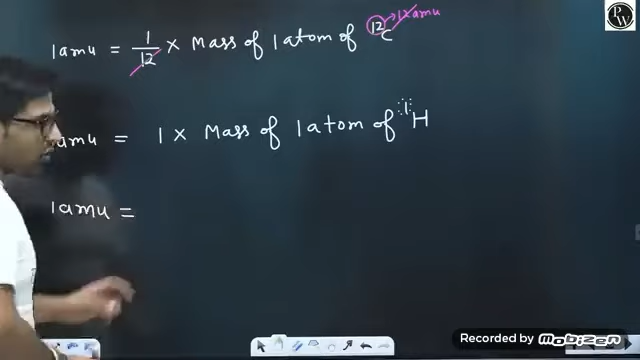 1amu = 1/12 × Mass of 1 atom of ¹²C → 12 amu
amu = 1 × Mass of 1 atom of ¹H
1amu =
PW
Recorded by MOBIZEN